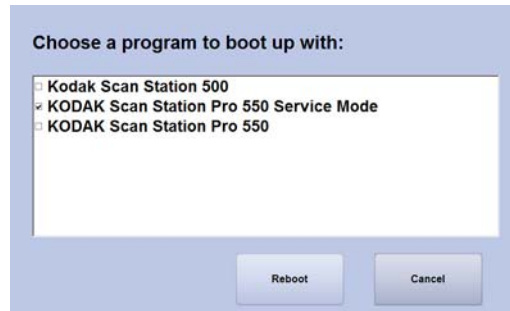 Choose a program to boot up with:
Kodak Scan Station 500
KODAK Scan Station Pro 550 Service Mode
KODAK Scan Station Pro 550
Reboot
Cancel